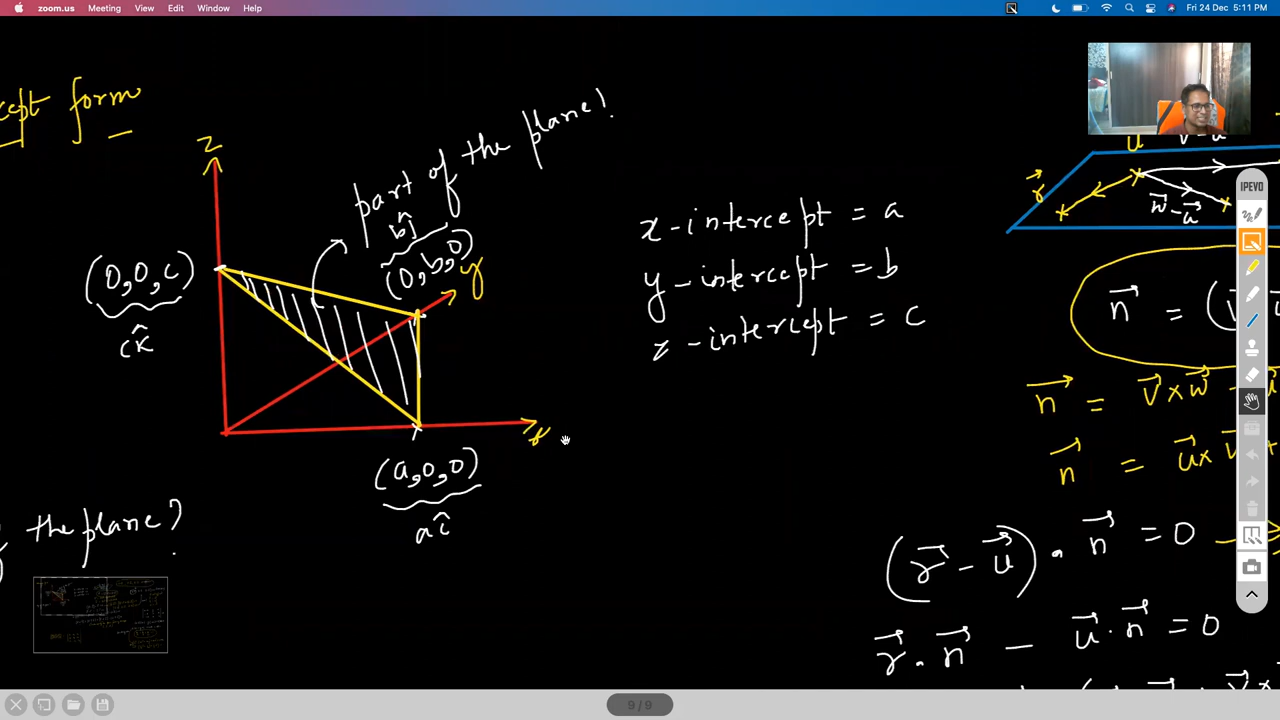 zoom.us Meeting View Edit Window Help
Fri 24 Dec 5:11 PM
cept form
z
part of the plane?
bĵ
(0,b,0)
y
(0,0,c)
ck̂
x
(a,0,0)
aî
the plane?
x-intercept = a
y-intercept = b
z-intercept = c
u
r⃗
w⃗-u⃗
IPEVO
n⃗ = (v⃗
n⃗ = v⃗×w⃗ -
n⃗ = u⃗×v⃗ +
(r⃗ - u⃗) . n⃗ = 0
r⃗ . n⃗ - u⃗ . n⃗ = 0
9 / 9